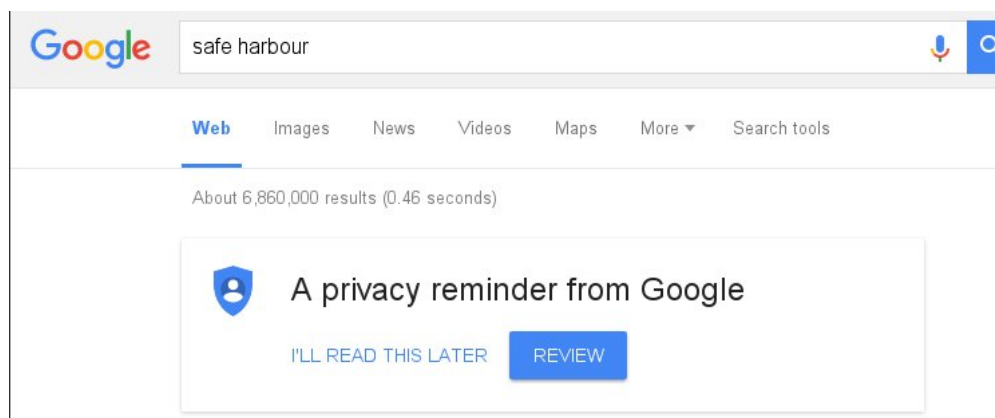 Google safe harbour
Web Images News Videos Maps More Search tools
About 6,860,000 results (0.46 seconds)
A privacy reminder from Google
I'LL READ THIS LATER REVIEW